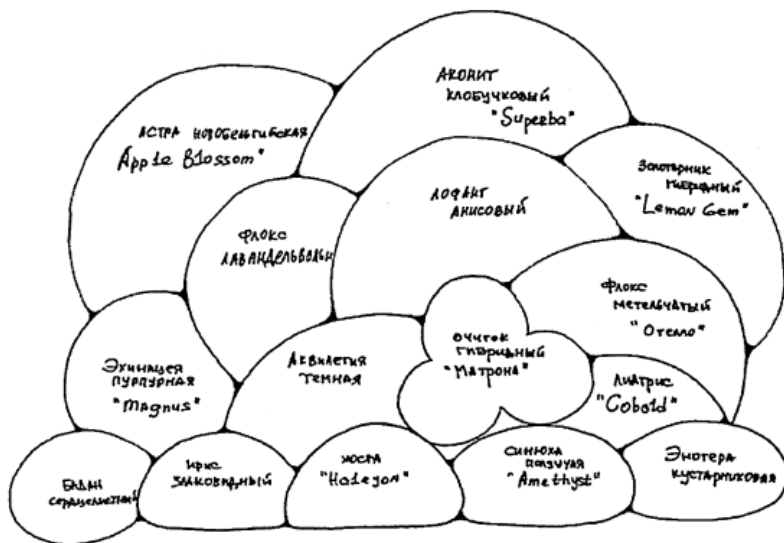 АКОНИТ
КЛОБУЧКОВЫЙ
"Superba"
АСТРА НОВОБЕЛЬГИЙСКАЯ
Apple Blossom"
ЗОЛОТАРНИК
ГИБРИДНЫЙ
"Lemon Gem"
ЛОФАНТ
АНИСОВЫЙ
ФЛОКС
ЛАВАНДЕЛЬВОЛЬКЕ
ФЛОКС
МЕТЕЛЬЧАТЫЙ
"Отелло"
ОЧИТОК
ГИБРИДНЫЙ
"МАТРОНА"
АКВИЛЕГИЯ
ТЕМНАЯ
ЭХИНАЦЕЯ
ПУРПУРНАЯ
"Magnus"
ЛИАТРИС
"Cobold"
БАДАН
СЕРДЦЕЛИСТНЫЙ
ИРИС
ЗЛАКОВИДНЫЙ
ХОСТА
"Halcyon"
СИНЮХА
ПОЛЗУЧАЯ
"Amethyst"
ЭНОТЕРА
КУСТАРНИКОВАЯ